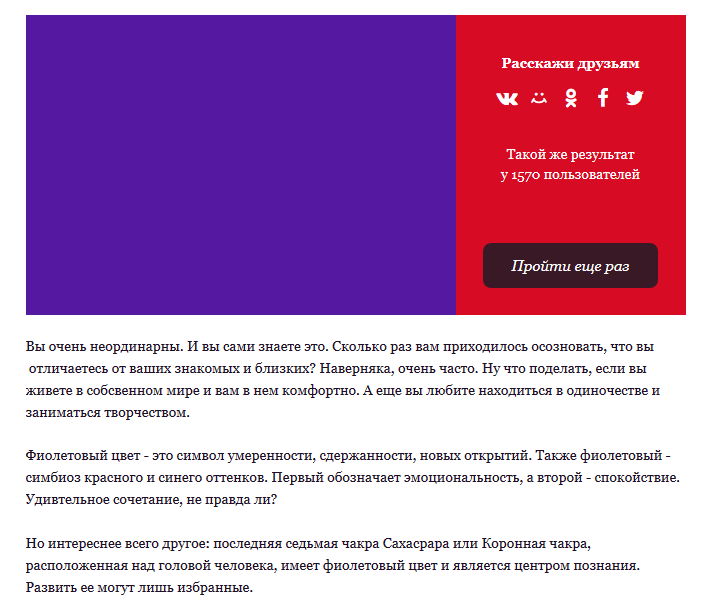 Расскажи друзьям
Такой же результат
у 1570 пользователей
Пройти еще раз
Вы очень неординарны. И вы сами знаете это. Сколько раз вам приходилось осозновать, что вы
отличаетесь от ваших знакомых и близких? Наверняка, очень часто. Ну что поделать, если вы
живете в собсвенном мире и вам в нем комфортно. А еще вы любите находиться в одиночестве и
заниматься творчеством.
Фиолетовый цвет - это символ умеренности, сдержанности, новых открытий. Также фиолетовый -
симбиоз красного и синего оттенков. Первый обозначает эмоциональность, а второй - спокойствие.
Удивтельное сочетание, не правда ли?
Но интереснее всего другое: последняя седьмая чакра Сахасрара или Коронная чакра,
расположенная над головой человека, имеет фиолетовый цвет и является центром познания.
Развить ее могут лишь избранные.